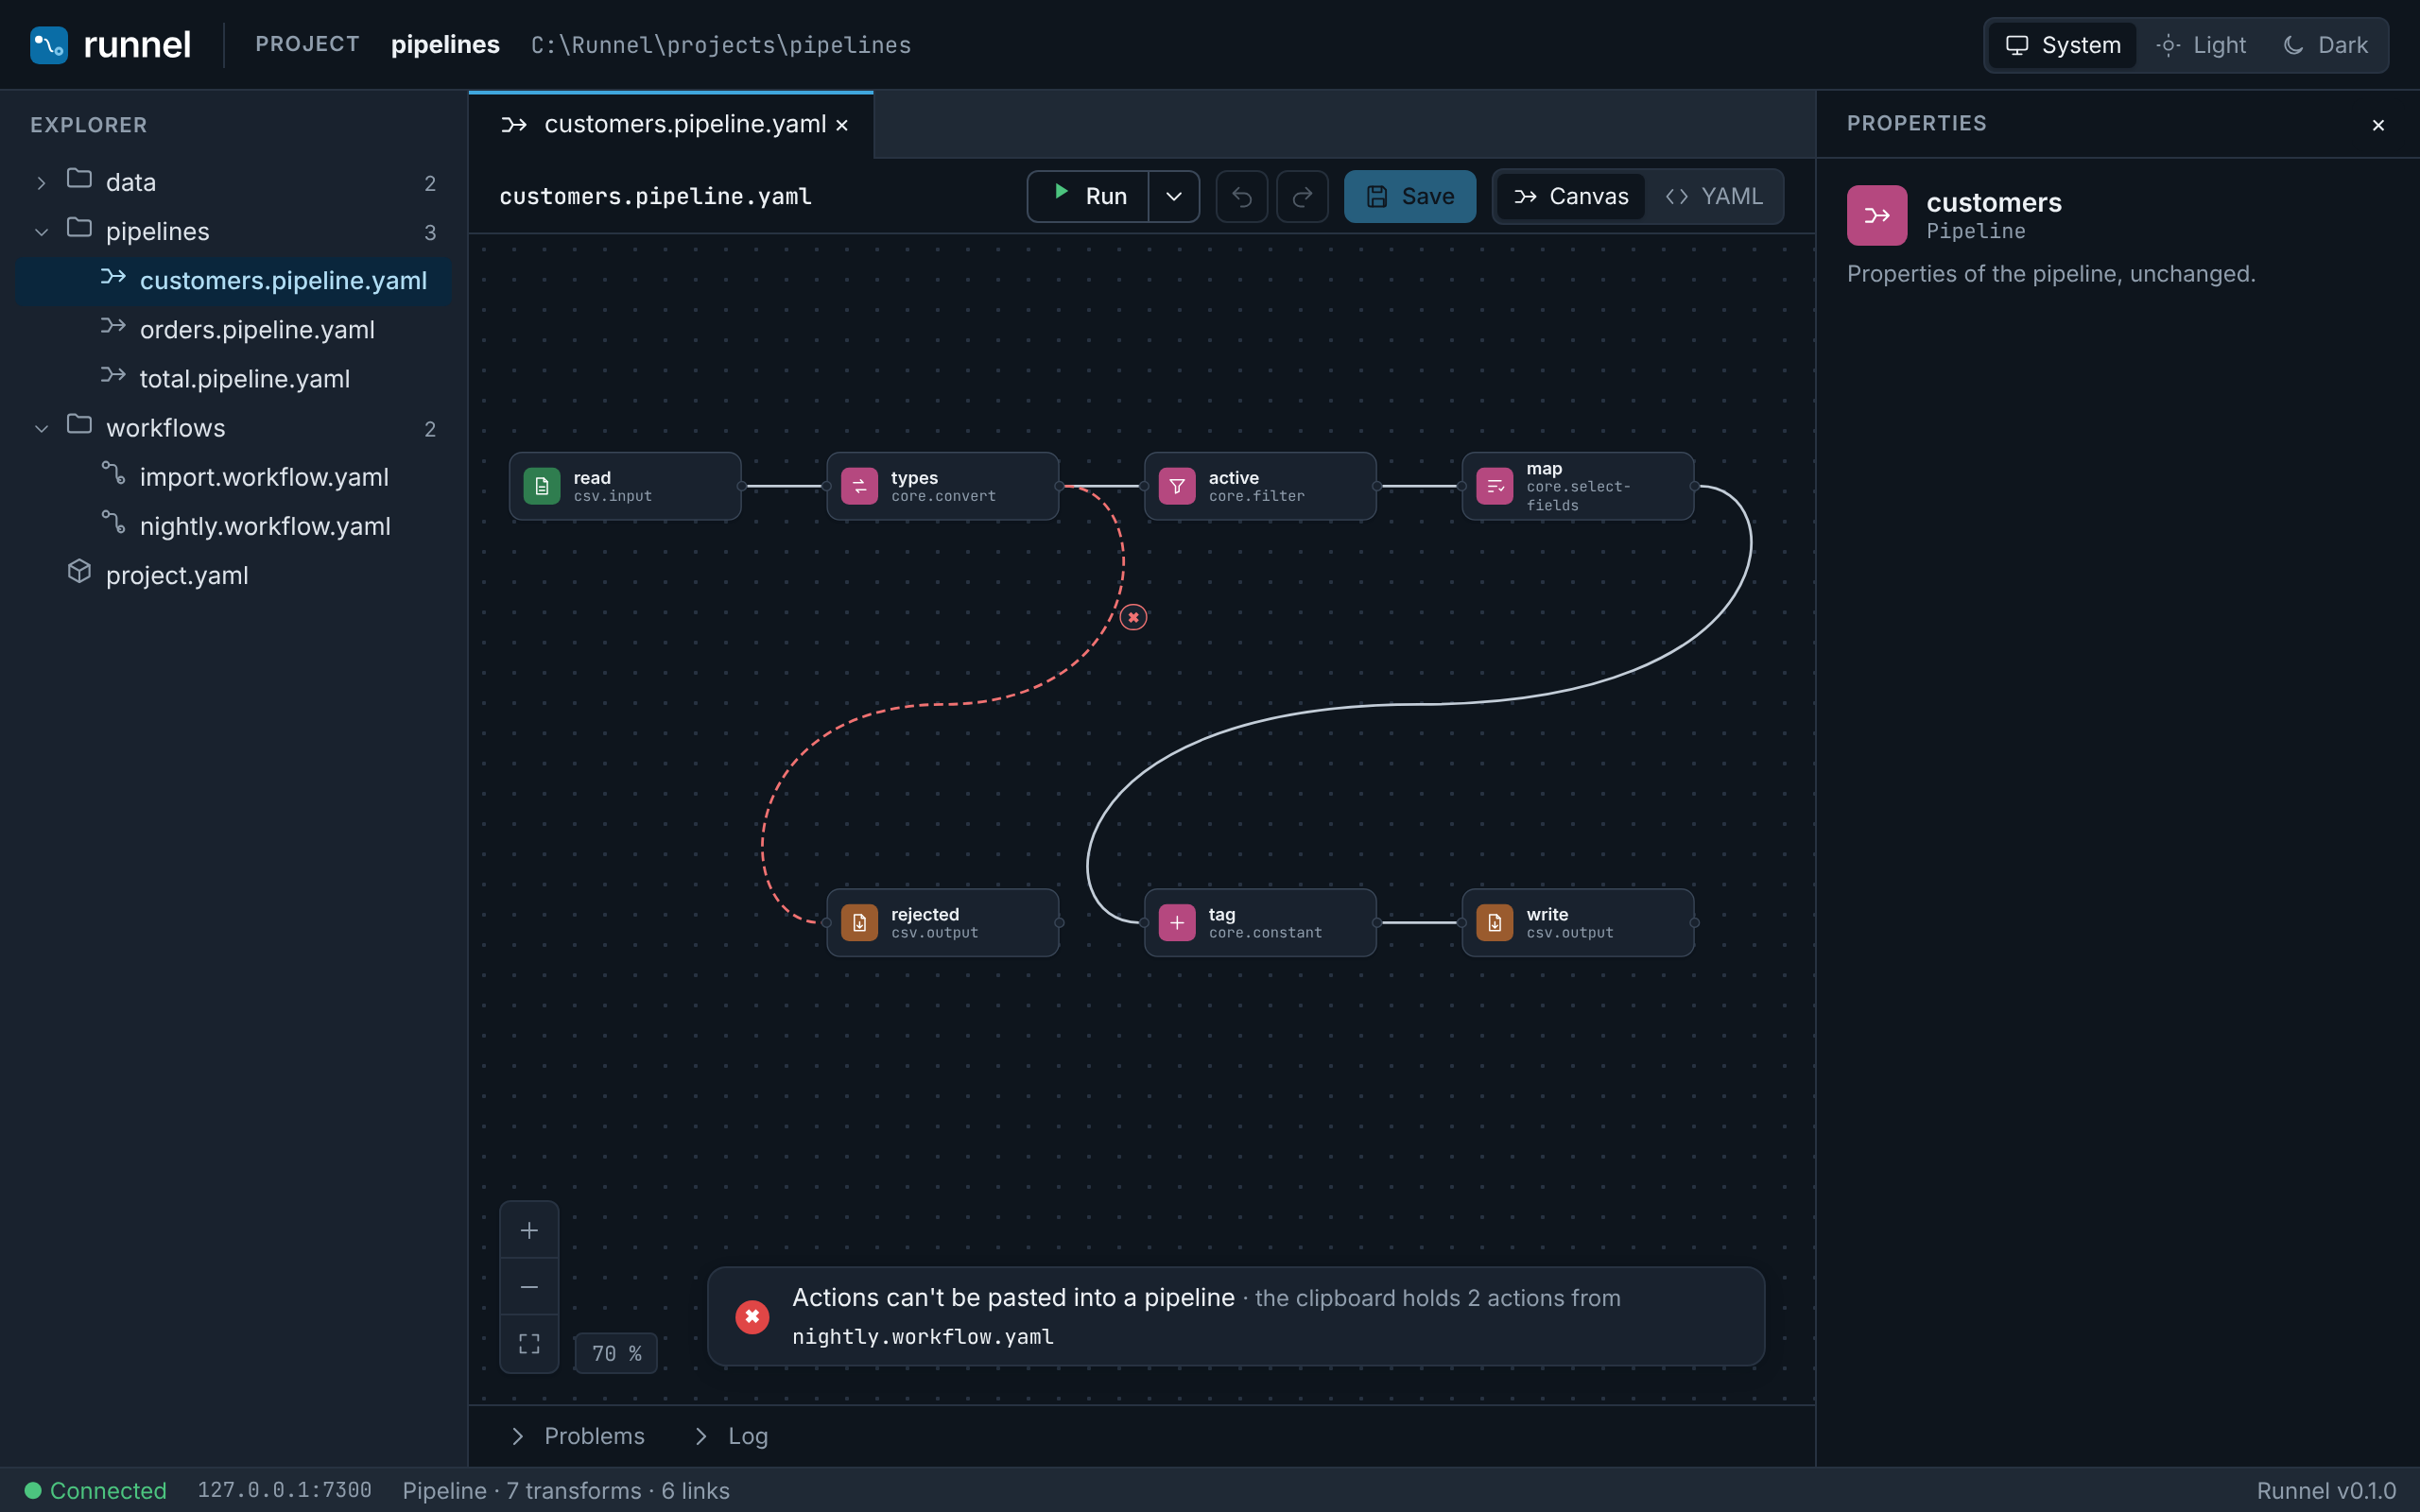 runnel
PROJECT pipelines C:\Runnel\projects\pipelines
System Light Dark
EXPLORER
data 2
pipelines 3
customers.pipeline.yaml
orders.pipeline.yaml
total.pipeline.yaml
workflows 2
import.workflow.yaml
nightly.workflow.yaml
project.yaml
customers.pipeline.yaml
customers.pipeline.yaml
Run
Save
Canvas YAML
read
csv.input
types
core.convert
active
core.filter
map
core.select-
fields
rejected
csv.output
tag
core.constant
write
csv.output
70 %
Actions can't be pasted into a pipeline · the clipboard holds 2 actions from
nightly.workflow.yaml
Problems Log
PROPERTIES
customers
Pipeline
Properties of the pipeline, unchanged.
Connected 127.0.0.1:7300 Pipeline · 7 transforms · 6 links
Runnel v0.1.0